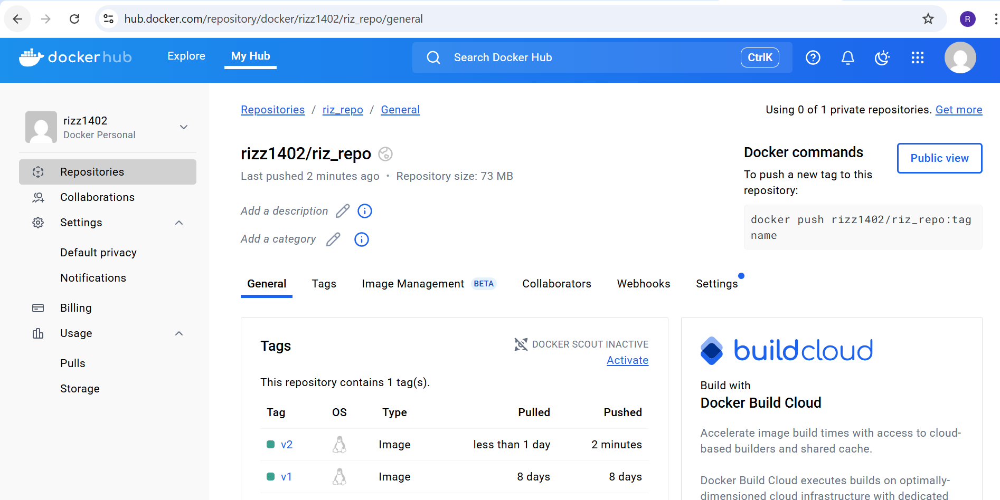 hub.docker.com/repository/docker/rizz1402/riz_repo/general
R
dockerhub
Explore
My Hub
Search Docker Hub
CtrlK
rizz1402
Docker Personal
Repositories
Collaborations
Settings
Default privacy
Notifications
Billing
Usage
Pulls
Storage
Repositories / riz_repo / General
Using 0 of 1 private repositories. Get more
rizz1402/riz_repo
Last pushed 2 minutes ago • Repository size: 73 MB
Add a description
Add a category
Docker commands
Public view
To push a new tag to this
repository:
docker push rizz1402/riz_repo:tag
name
General Tags Image Management BETA Collaborators Webhooks Settings
Tags
DOCKER SCOUT INACTIVE
Activate
This repository contains 1 tag(s).
Tag OS Type Pulled Pushed
v2 Image less than 1 day 2 minutes
v1 Image 8 days 8 days
buildcloud
Build with
Docker Build Cloud
Accelerate image build times with access to cloud-
based builders and shared cache.
Docker Build Cloud executes builds on optimally-
dimensioned cloud infrastructure with dedicated